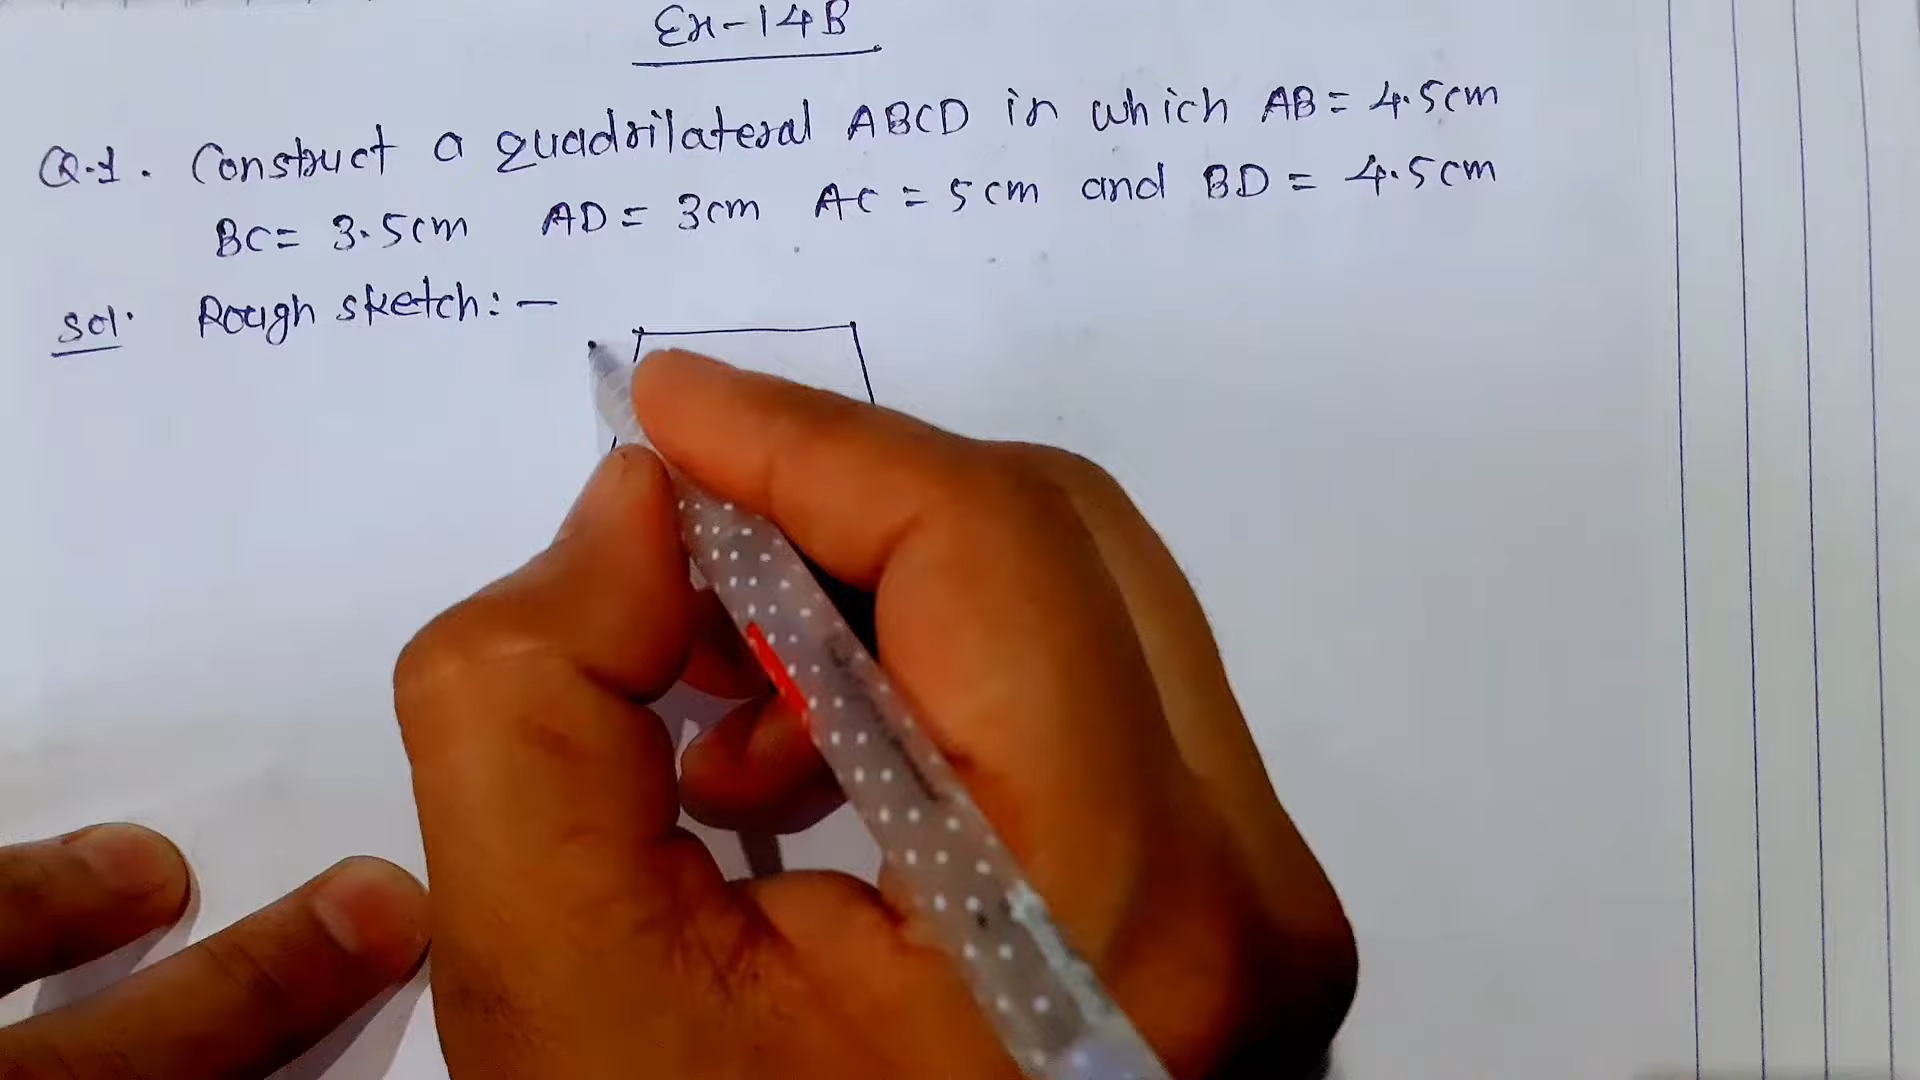 Ex-14B
Q.1. Construct a quadrilateral ABCD in which AB = 4.5cm
BC = 3.5cm AD = 3cm AC = 5cm and BD = 4.5cm
Sol. Rough sketch:-